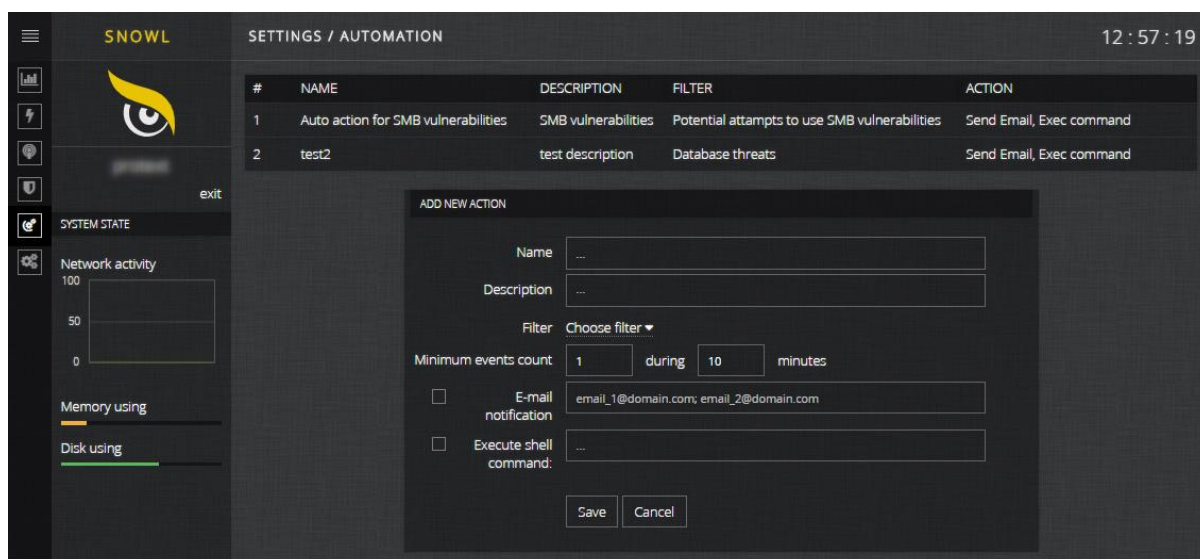 SNOWL
SETTINGS / AUTOMATION
12 : 57 : 19
# NAME DESCRIPTION FILTER ACTION
1 Auto action for SMB vulnerabilities SMB vulnerabilities Potential attampts to use SMB vulnerabilities Send Email, Exec command
2 test2 test description Database threats Send Email, Exec command
exit
SYSTEM STATE
Network activity
100
50
0
Memory using
Disk using
ADD NEW ACTION
Name ...
Description ...
Filter Choose filter
Minimum events count 1 during 10 minutes
E-mail
notification
email_1@domain.com; email_2@domain.com
Execute shell
command:
...
Save Cancel